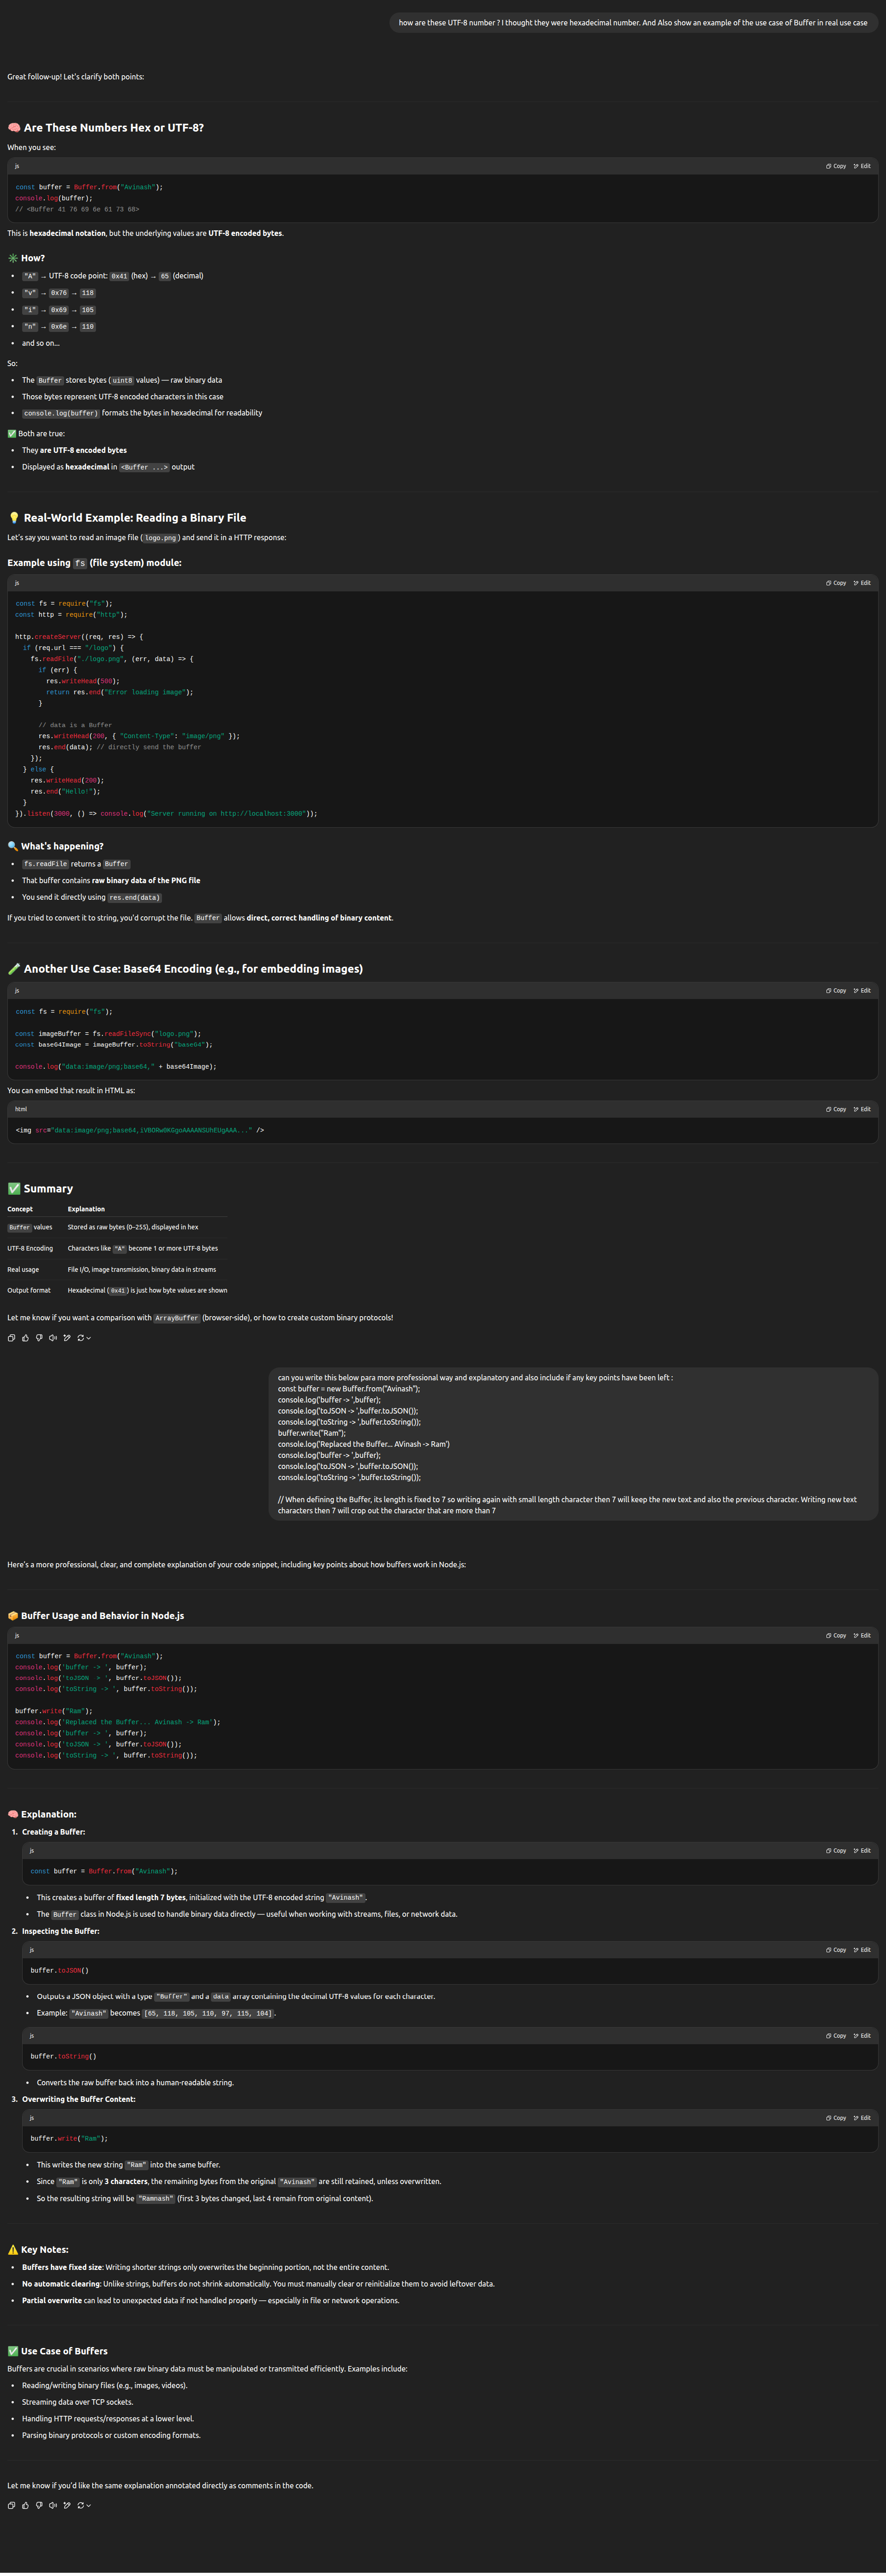 how are these UTF-8 number ? I thought they were hexadecimal number. And Also show an example of the use case of Buffer in real use case
Great follow-up! Let's clarify both points:
🧠 Are These Numbers Hex or UTF-8?
When you see:
js
Copy Edit
const buffer = Buffer.from("Avinash");
console.log(buffer);
// <Buffer 41 76 69 6e 61 73 68>
This is hexadecimal notation, but the underlying values are UTF-8 encoded bytes.
✳️ How?
• "A" → UTF-8 code point: 0x41 (hex) → 65 (decimal)
• "v" → 0x76 → 118
• "i" → 0x69 → 105
• "n" → 0x6e → 110
• and so on...
So:
• The Buffer stores bytes (uint8 values) — raw binary data
• Those bytes represent UTF-8 encoded characters in this case
• console.log(buffer) formats the bytes in hexadecimal for readability
✅ Both are true:
• They are UTF-8 encoded bytes
• Displayed as hexadecimal in <Buffer ...> output
💡 Real-World Example: Reading a Binary File
Let's say you want to read an image file (logo.png) and send it in a HTTP response:
Example using fs (file system) module:
js
Copy Edit
const fs = require("fs");
const http = require("http");
http.createServer((req, res) => {
if (req.url === "/logo") {
fs.readFile("./logo.png", (err, data) => {
if (err) {
res.writeHead(500);
return res.end("Error loading image");
}
// data is a Buffer
res.writeHead(200, { "Content-Type": "image/png" });
res.end(data); // directly send the buffer
});
} else {
res.writeHead(200);
res.end("Hello!");
}
}).listen(3000, () => console.log("Server running on http://localhost:3000"));
🔍 What's happening?
• fs.readFile returns a Buffer
• That buffer contains raw binary data of the PNG file
• You send it directly using res.end(data)
If you tried to convert it to string, you'd corrupt the file. Buffer allows direct, correct handling of binary content.
🧪 Another Use Case: Base64 Encoding (e.g., for embedding images)
js
Copy Edit
const fs = require("fs");
const imageBuffer = fs.readFileSync("logo.png");
const base64Image = imageBuffer.toString("base64");
console.log("data:image/png;base64," + base64Image);
You can embed that result in HTML as:
html
Copy Edit
<img src="data:image/png;base64,iVBORw0KGgoAAAANSUhEUgAAA..." />
✅ Summary
Concept Explanation
Buffer values Stored as raw bytes (0–255), displayed in hex
UTF-8 Encoding Characters like "A" become 1 or more UTF-8 bytes
Real usage File I/O, image transmission, binary data in streams
Output format Hexadecimal (0x41) is just how byte values are shown
Let me know if you want a comparison with ArrayBuffer (browser-side), or how to create custom binary protocols!
can you write this below para more professional way and explanatory and also include if any key points have been left :
const buffer = new Buffer.from("Avinash");
console.log('buffer -> ',buffer);
console.log('toJSON -> ',buffer.toJSON());
console.log('toString -> ',buffer.toString());
buffer.write("Ram");
console.log('Replaced the Buffer... AVinash -> Ram')
console.log('buffer -> ',buffer);
console.log('toJSON -> ',buffer.toJSON());
console.log('toString -> ',buffer.toString());
// When defining the Buffer, its length is fixed to 7 so writing again with small length character then 7 will keep the new text and also the previous character. Writing new text
characters then 7 will crop out the character that are more than 7
Here's a more professional, clear, and complete explanation of your code snippet, including key points about how buffers work in Node.js:
📦 Buffer Usage and Behavior in Node.js
js
Copy Edit
const buffer = Buffer.from("Avinash");
console.log('buffer -> ', buffer);
console.log('toJSON -> ', buffer.toJSON());
console.log('toString -> ', buffer.toString());
buffer.write("Ram");
console.log('Replaced the Buffer... Avinash -> Ram');
console.log('buffer -> ', buffer);
console.log('toJSON -> ', buffer.toJSON());
console.log('toString -> ', buffer.toString());
🧠 Explanation:
1. Creating a Buffer:
js
Copy Edit
const buffer = Buffer.from("Avinash");
• This creates a buffer of fixed length 7 bytes, initialized with the UTF-8 encoded string "Avinash".
• The Buffer class in Node.js is used to handle binary data directly — useful when working with streams, files, or network data.
2. Inspecting the Buffer:
js
Copy Edit
buffer.toJSON()
• Outputs a JSON object with a type "Buffer" and a data array containing the decimal UTF-8 values for each character.
• Example: "Avinash" becomes [65, 118, 105, 110, 97, 115, 104].
js
Copy Edit
buffer.toString()
• Converts the raw buffer back into a human-readable string.
3. Overwriting the Buffer Content:
js
Copy Edit
buffer.write("Ram");
• This writes the new string "Ram" into the same buffer.
• Since "Ram" is only 3 characters, the remaining bytes from the original "Avinash" are still retained, unless overwritten.
• So the resulting string will be "Ramnash" (first 3 bytes changed, last 4 remain from original content).
⚠️ Key Notes:
• Buffers have fixed size: Writing shorter strings only overwrites the beginning portion, not the entire content.
• No automatic clearing: Unlike strings, buffers do not shrink automatically. You must manually clear or reinitialize them to avoid leftover data.
• Partial overwrite can lead to unexpected data if not handled properly — especially in file or network operations.
✅ Use Case of Buffers
Buffers are crucial in scenarios where raw binary data must be manipulated or transmitted efficiently. Examples include:
• Reading/writing binary files (e.g., images, videos).
• Streaming data over TCP sockets.
• Handling HTTP requests/responses at a lower level.
• Parsing binary protocols or custom encoding formats.
Let me know if you'd like the same explanation annotated directly as comments in the code.